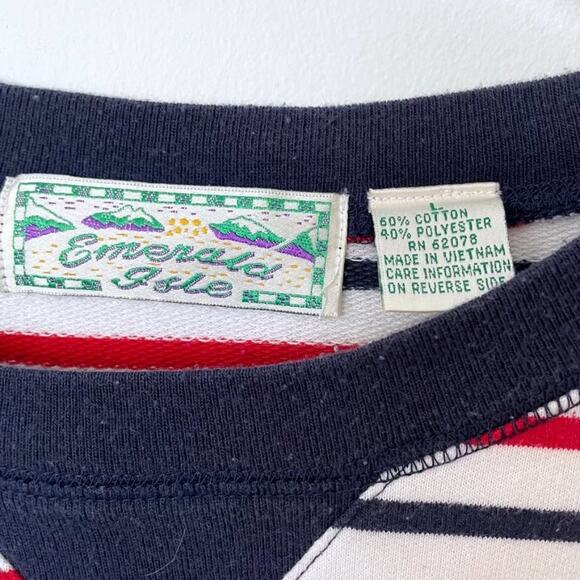 Emerald
Isle
L
60% COTTON
40% POLYESTER
RN 62078
MADE IN VIETNAM
CARE INFORMATION
ON REVERSE SIDE